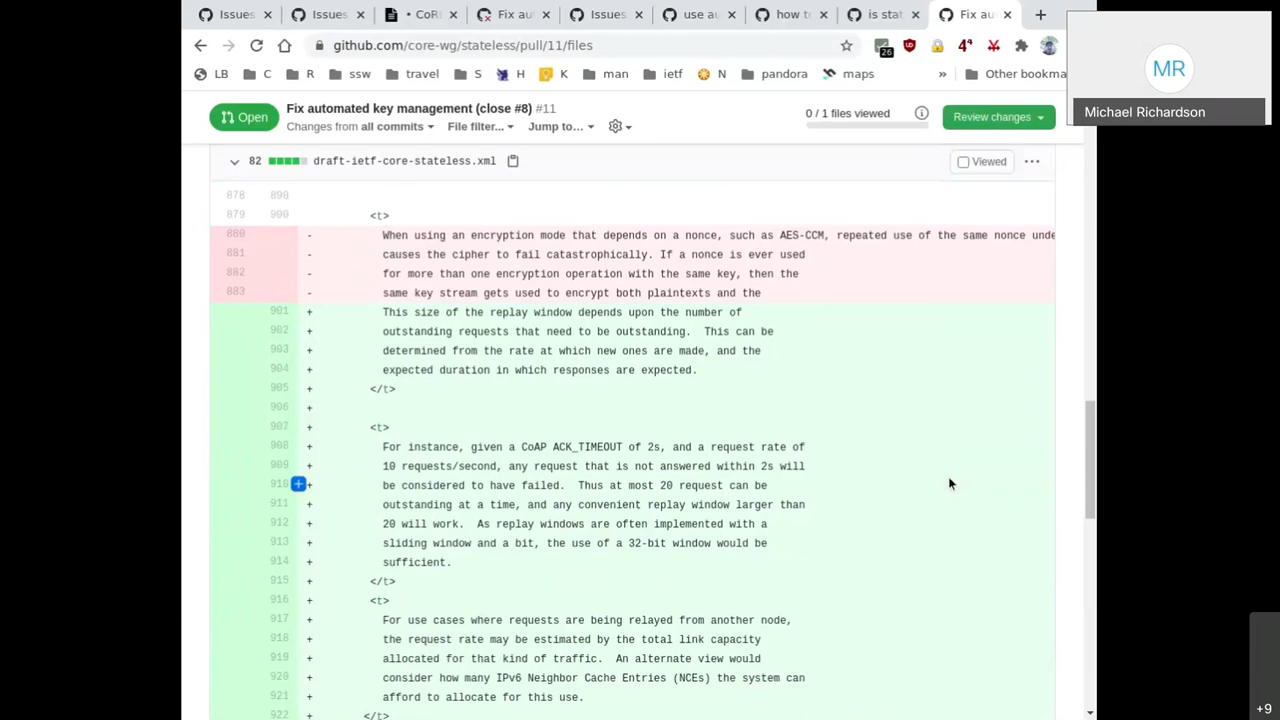 Issues
Issues
• CoRI
Fix aut
Issues
use au
how t
is stat
Fix au
github.com/core-wg/stateless/pull/11/files
26
4⁴
LB
C
R
ssw
travel
S
H
K
man
ietf
N
pandora
maps
»
Other bookma
MR
Michael Richardson
Open
Fix automated key management (close #8) #11
Changes from all commits
File filter...
Jump to...
0 / 1 files viewed
Review changes
82
draft-ietf-core-stateless.xml
Viewed
878 898
879 900 <t>
880 - When using an encryption mode that depends on a nonce, such as AES-CCM, repeated use of the same nonce unde
881 - causes the cipher to fail catastrophically. If a nonce is ever used
882 - for more than one encryption operation with the same key, then the
883 - same key stream gets used to encrypt both plaintexts and the
901 + This size of the replay window depends upon the number of
902 + outstanding requests that need to be outstanding. This can be
903 + determined from the rate at which new ones are made, and the
904 + expected duration in which responses are expected.
905 + </t>
906 +
907 + <t>
908 + For instance, given a CoAP ACK_TIMEOUT of 2s, and a request rate of
909 + 10 requests/second, any request that is not answered within 2s will
910 + be considered to have failed. Thus at most 20 request can be
911 + outstanding at a time, and any convenient replay window larger than
912 + 20 will work. As replay windows are often implemented with a
913 + sliding window and a bit, the use of a 32-bit window would be
914 + sufficient.
915 + </t>
916 + <t>
917 + For use cases where requests are being relayed from another node,
918 + the request rate may be estimated by the total link capacity
919 + allocated for that kind of traffic. An alternate view would
920 + consider how many IPv6 Neighbor Cache Entries (NCEs) the system can
921 + afford to allocate for this use.
922 + </t>
+9